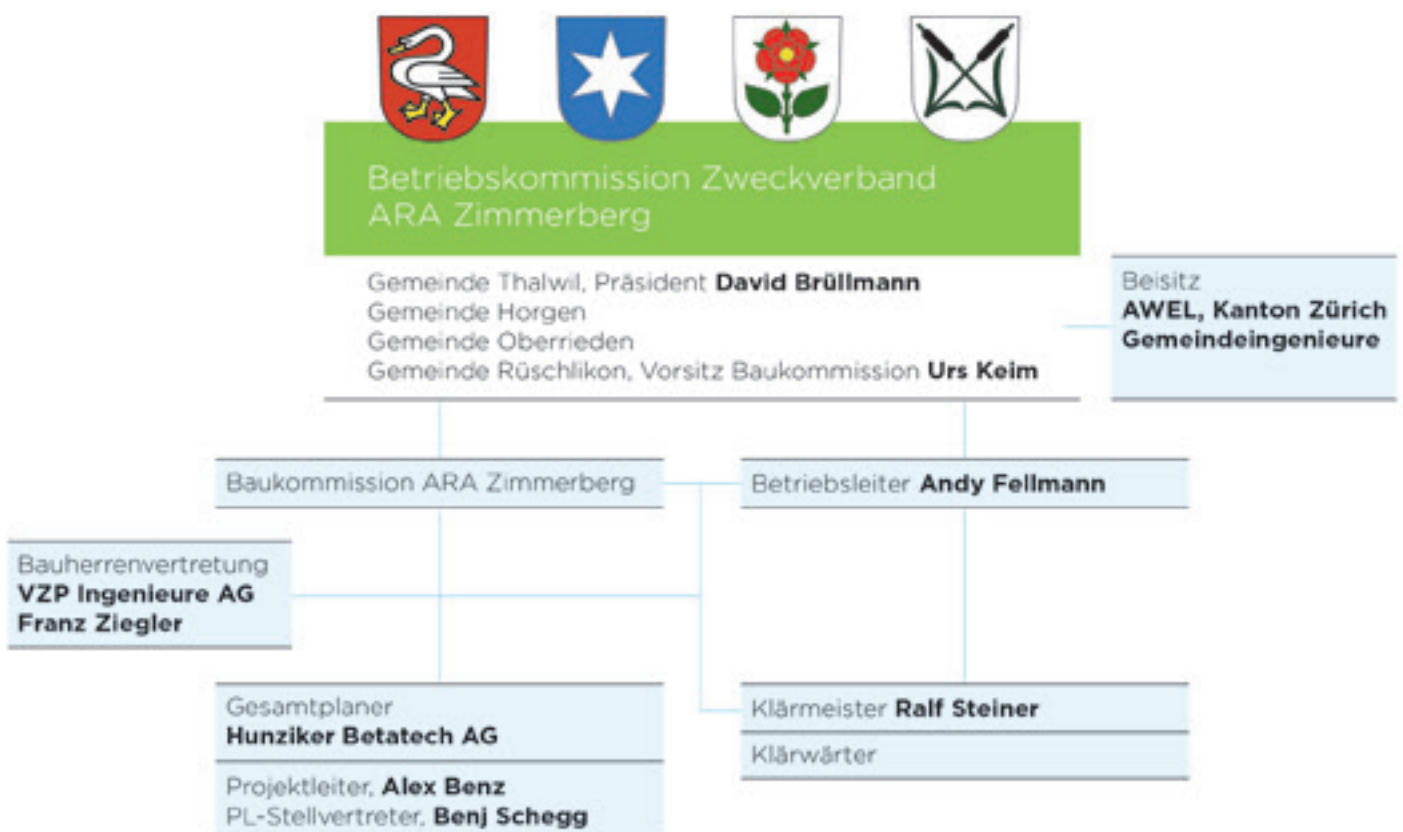 Betriebskommission Zweckverband
ARA Zimmerberg
Gemeinde Thalwil, Präsident David Brüllmann
Gemeinde Horgen
Gemeinde Oberrieden
Gemeinde Rüschlikon, Vorsitz Baukommission Urs Keim
Beisitz
AWEL, Kanton Zürich
Gemeindeingenieure
Baukommission ARA Zimmerberg
Betriebsleiter Andy Fellmann
Bauherrenvertretung
VZP Ingenieure AG
Franz Ziegler
Gesamtplaner
Hunziker Betatech AG
Projektleiter, Alex Benz
PL-Stellvertreter, Benj Schegg
Klärmeister Ralf Steiner
Klärwärter